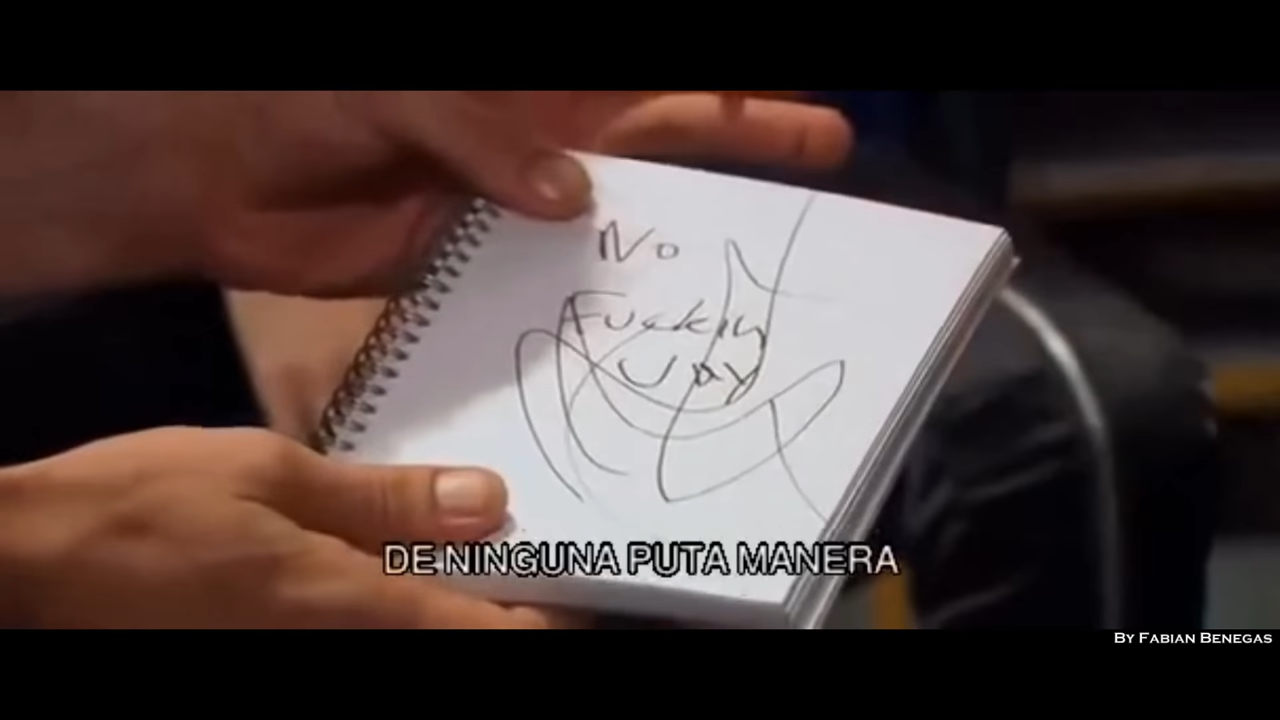 No
Fuckin
Way
DE NINGUNA PUTA MANERA
BY FABIAN BENEGAS